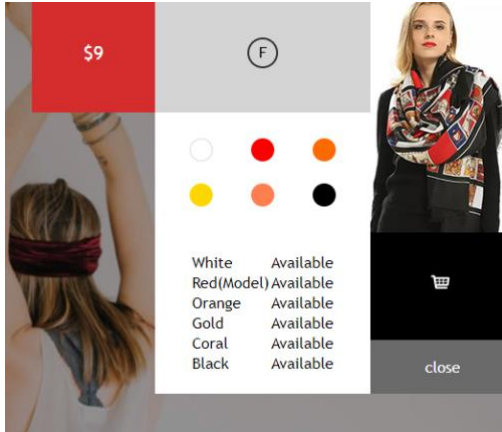 $9
F
White Available
Red(Model) Available
Orange Available
Gold Available
Coral Available
Black Available
close